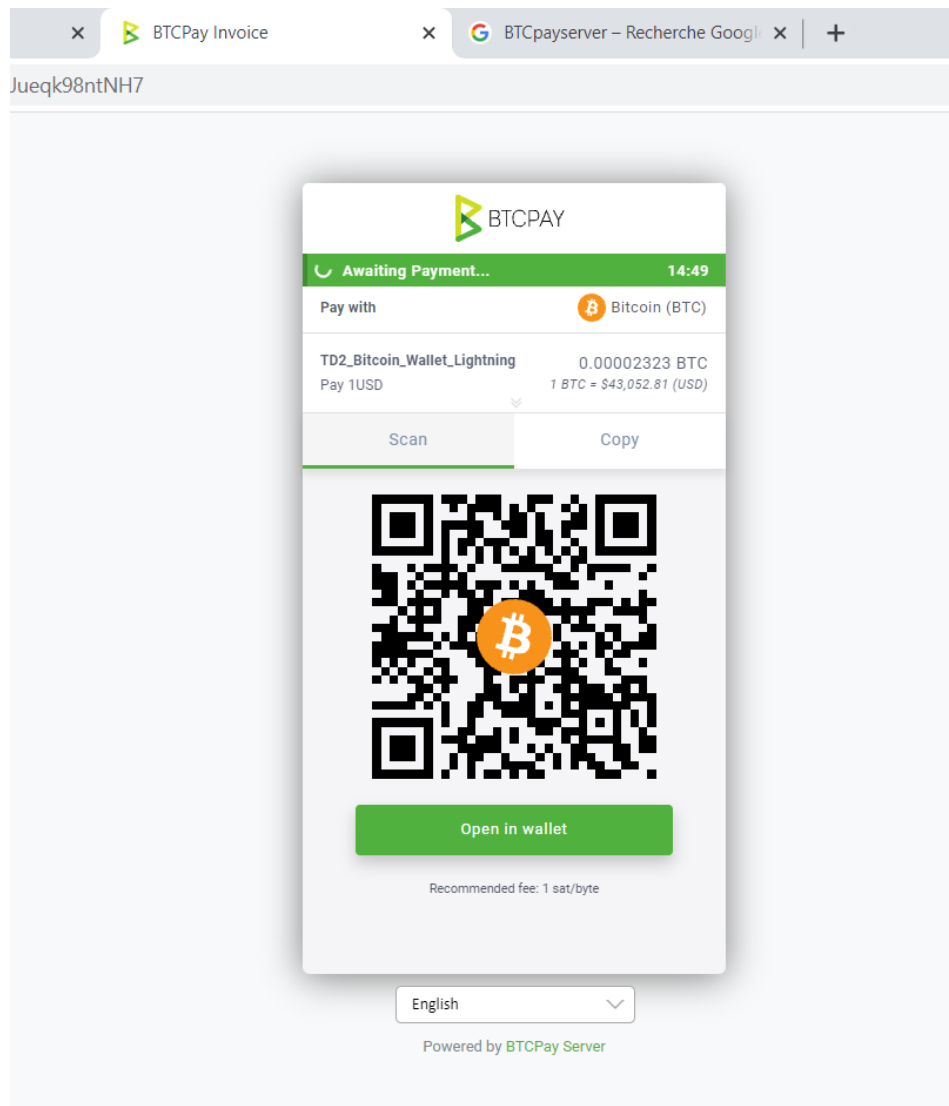 BTCPay Invoice
BTCpayserver – Recherche Googl
Jueqk98ntNH7
BTCPAY
Awaiting Payment... 14:49
Pay with Bitcoin (BTC)
TD2_Bitcoin_Wallet_Lightning 0.00002323 BTC
Pay 1USD 1 BTC = $43,052.81 (USD)
Scan Copy
Open in wallet
Recommended fee: 1 sat/byte
English
Powered by BTCPay Server